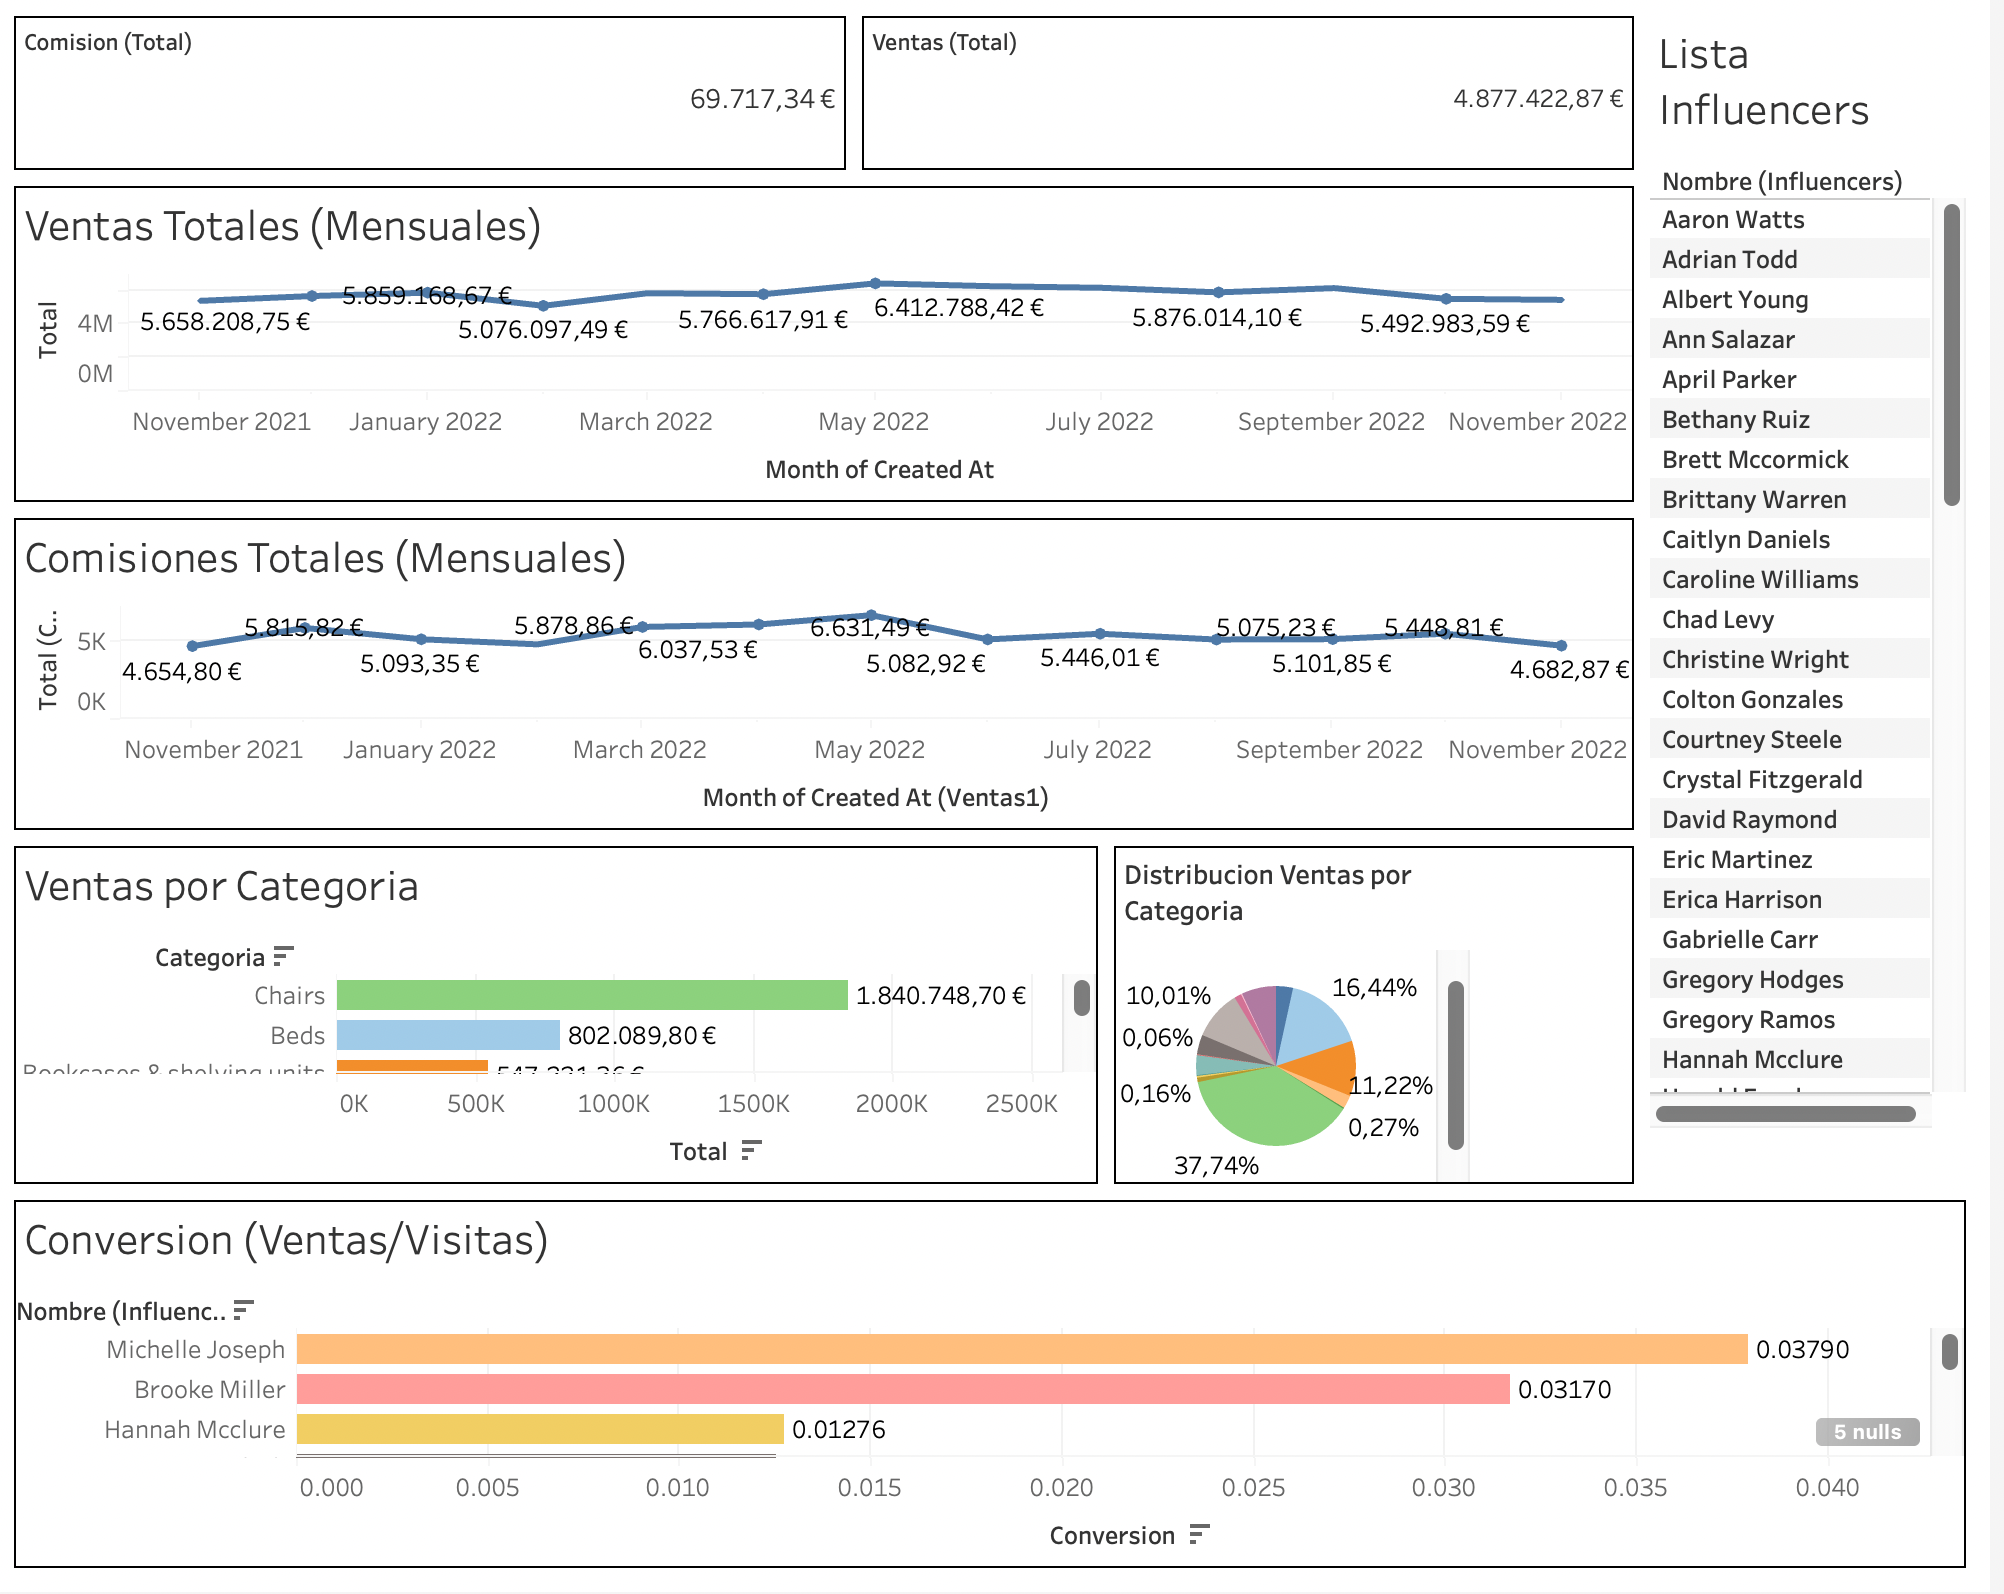 Comision (Total)
69.717,34 €
Ventas (Total)
4.877.422,87 €
Lista
Influencers
Nombre (Influencers)
Aaron Watts
Adrian Todd
Albert Young
Ann Salazar
April Parker
Bethany Ruiz
Brett Mccormick
Brittany Warren
Caitlyn Daniels
Caroline Williams
Chad Levy
Christine Wright
Colton Gonzales
Courtney Steele
Crystal Fitzgerald
David Raymond
Eric Martinez
Erica Harrison
Gabrielle Carr
Gregory Hodges
Gregory Ramos
Hannah Mcclure
Ventas Totales (Mensuales)
Total
4M
0M
5.658.208,75 €
5.859.168,67 €
5.076.097,49 €
5.766.617,91 €
6.412.788,42 €
5.876.014,10 €
5.492.983,59 €
November 2021 January 2022 March 2022 May 2022 July 2022 September 2022 November 2022
Month of Created At
Comisiones Totales (Mensuales)
Total (C..
5K
0K
4.654,80 €
5.815,82 €
5.093,35 €
5.878,86 €
6.037,53 €
6.631,49 €
5.082,92 €
5.446,01 €
5.075,23 €
5.101,85 €
5.448,81 €
4.682,87 €
November 2021 January 2022 March 2022 May 2022 July 2022 September 2022 November 2022
Month of Created At (Ventas1)
Ventas por Categoria
Categoria
Chairs 1.840.748,70 €
Beds 802.089,80 €
Bookcases & shelving units
0K 500K 1000K 1500K 2000K 2500K
Total
Distribucion Ventas por
Categoria
10,01%
16,44%
0,06%
0,16%
11,22%
0,27%
37,74%
Conversion (Ventas/Visitas)
Nombre (Influenc..
Michelle Joseph 0.03790
Brooke Miller 0.03170
Hannah Mcclure 0.01276
5 nulls
0.000 0.005 0.010 0.015 0.020 0.025 0.030 0.035 0.040
Conversion